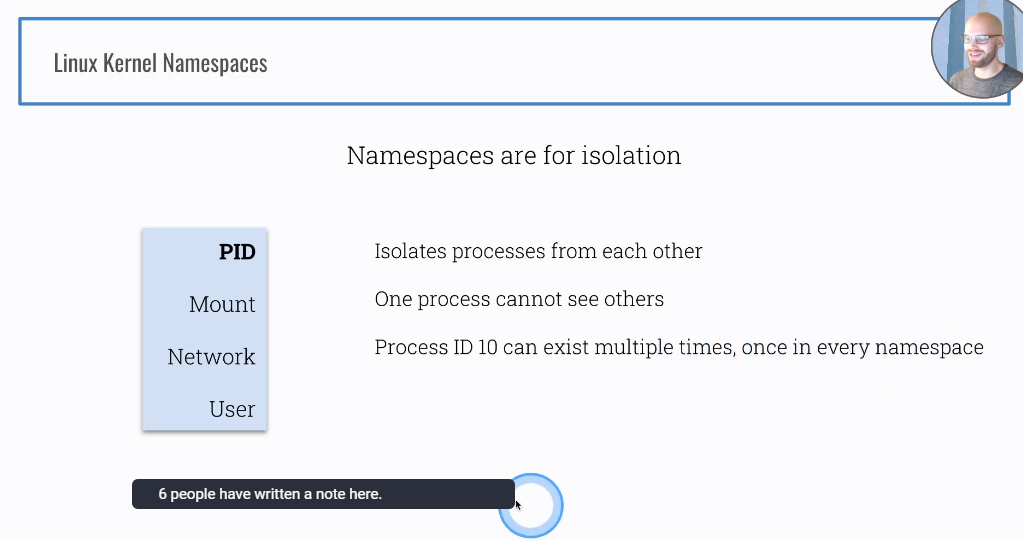 Linux Kernel Namespaces
Namespaces are for isolation
PID
Mount
Network
User
Isolates processes from each other
One process cannot see others
Process ID 10 can exist multiple times, once in every namespace
6 people have written a note here.